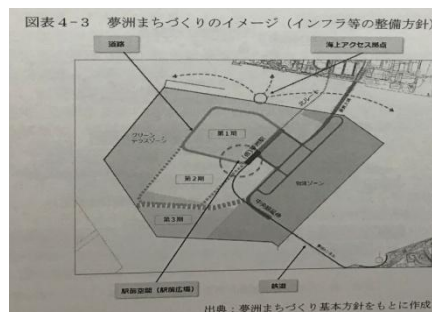 図表4-3 夢洲まちづくりのイメージ(インフラ等の整備方針)
道路
海上アクセス拠点
第1期
グリーン
テラスゾーン
第2期
物流ゾーン
第3期
駅前空間(駅前広場)
鉄道
出典:夢洲まちづくり基本方針をもとに作成